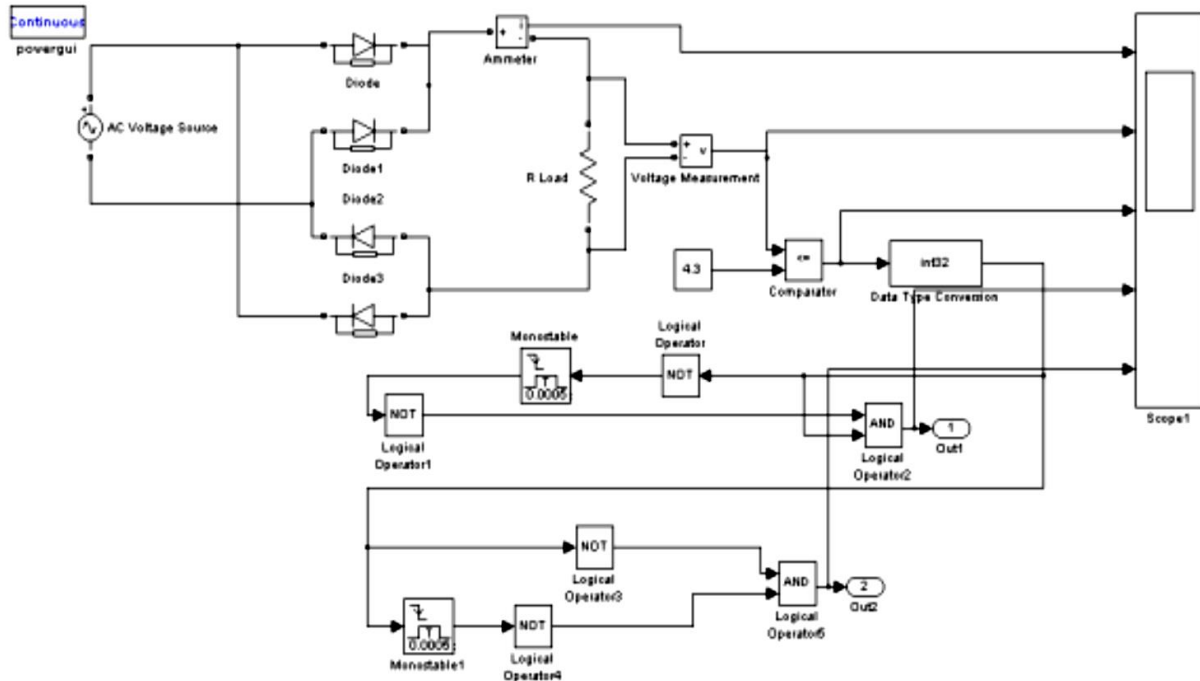 Continuous
powergui
AC Voltage Source
Diode
Diode1
Diode2
Diode3
+
i
-
Ammeter
R Load
+
-
v
Voltage Measurement
4.3
<=
Comparator
int32
Data Type Conversion
Scope1
Monostable
0.0005
Logical
Operator
NOT
NOT
Logical
Operator1
AND
Logical
Operator2
1
Out1
NOT
Logical
Operator3
AND
Logical
Operator5
2
Out2
0.0005
Monostable1
NOT
Logical
Operator4